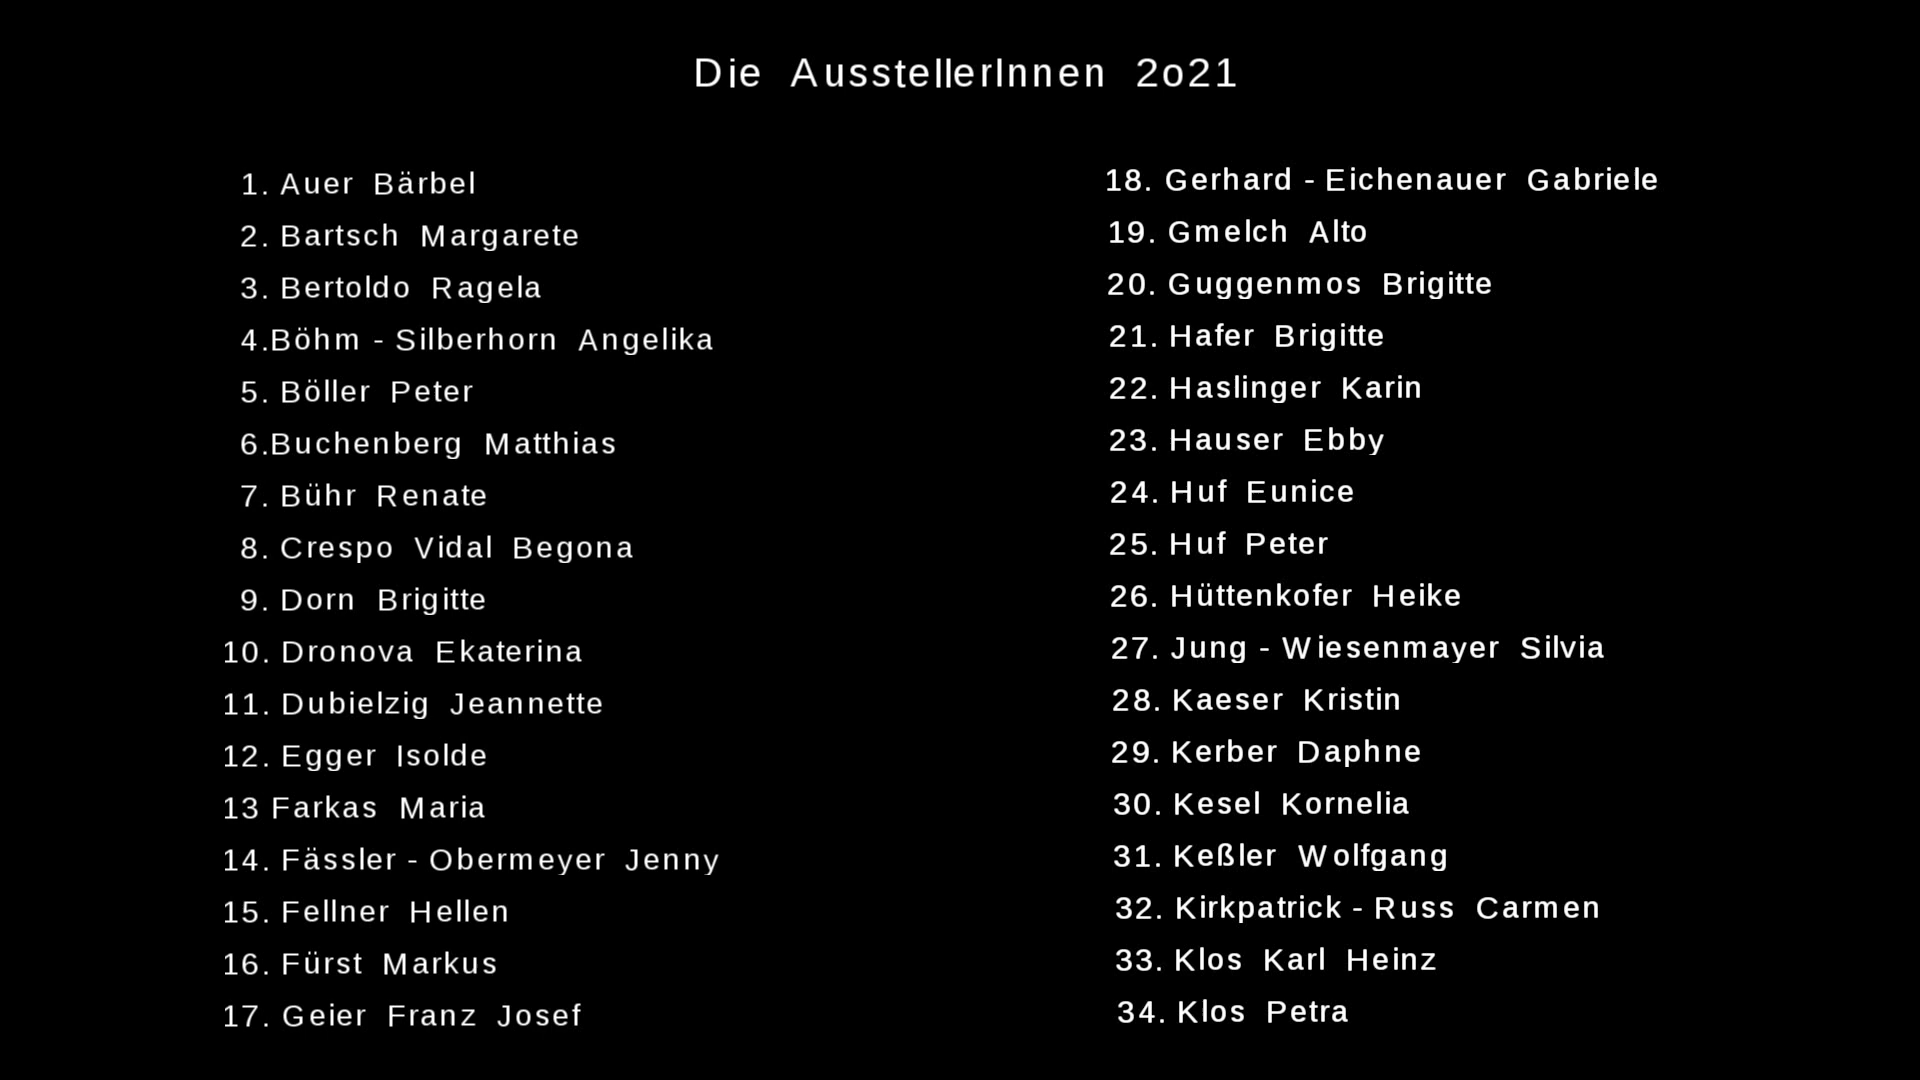 Die AusstellerInnen 2o21
1. Auer Bärbel
2. Bartsch Margarete
3. Bertoldo Ragela
4.Böhm - Silberhorn Angelika
5. Böller Peter
6.Buchenberg Matthias
7. Bühr Renate
8. Crespo Vidal Begona
9. Dorn Brigitte
10. Dronova Ekaterina
11. Dubielzig Jeannette
12. Egger Isolde
13 Farkas Maria
14. Fässler - Obermeyer Jenny
15. Fellner Hellen
16. Fürst Markus
17. Geier Franz Josef
18. Gerhard - Eichenauer Gabriele
19. Gmelch Alto
20. Guggenmos Brigitte
21. Hafer Brigitte
22. Haslinger Karin
23. Hauser Ebby
24. Huf Eunice
25. Huf Peter
26. Hüttenkofer Heike
27. Jung - Wiesenmayer Silvia
28. Kaeser Kristin
29. Kerber Daphne
30. Kesel Kornelia
31. Keßler Wolfgang
32. Kirkpatrick - Russ Carmen
33. Klos Karl Heinz
34. Klos Petra